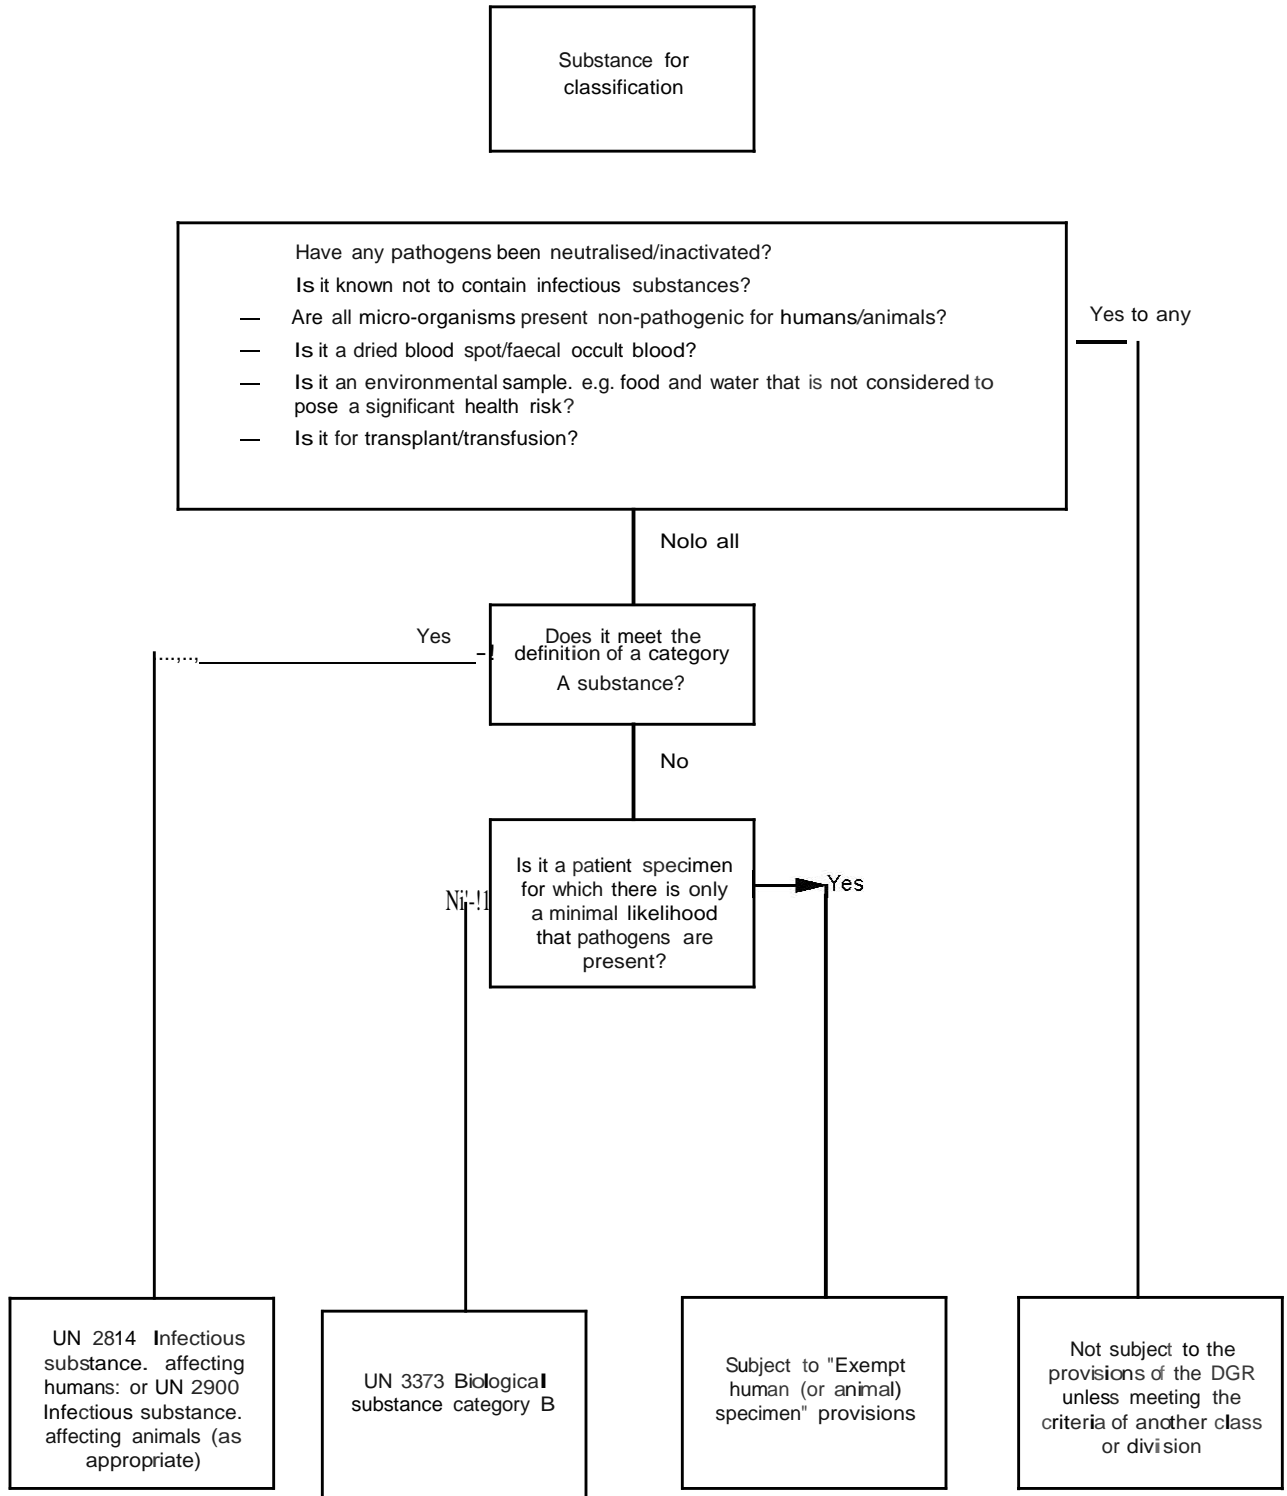 Substance for
classification
Have any pathogens been neutralised/inactivated?
Is it known not to contain infectious substances?
— Are all micro-organisms present non-pathogenic for humans/animals?
— Is it a dried blood spot/faecal occult blood?
— Is it an environmental sample. e.g. food and water that is not considered to
pose a significant health risk?
— Is it for transplant/transfusion?
Yes to any
Nolo all
Yes
Does it meet the
definition of a category
A substance?
No
Is it a patient specimen
for which there is only
a minimal likelihood
that pathogens are
present?
Yes
Ni'-!1
UN 2814 Infectious
substance. affecting
humans: or UN 2900
Infectious substance.
affecting animals (as
appropriate)
UN 3373 Biological
substance category B
Subject to "Exempt
human (or animal)
specimen" provisions
Not subject to the
provisions of the DGR
unless meeting the
criteria of another class
or division